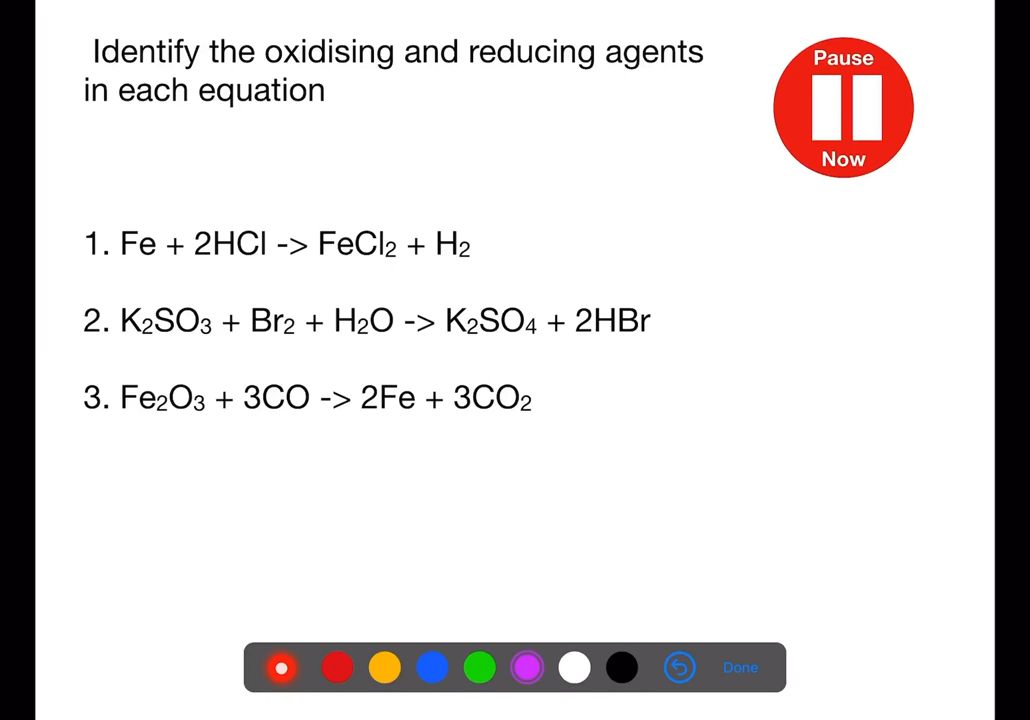 Identify the oxidising and reducing agents
in each equation
Pause
Now
1. Fe + 2HCl -> FeCl₂ + H₂
2. K₂SO₃ + Br₂ + H₂O -> K₂SO₄ + 2HBr
3. Fe₂O₃ + 3CO -> 2Fe + 3CO₂
Done